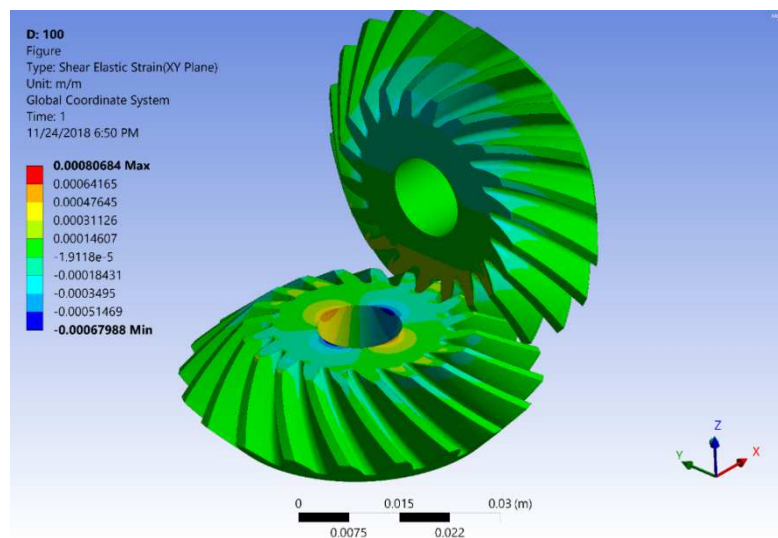 D: 100
Figure
Type: Shear Elastic Strain(XY Plane)
Unit: m/m
Global Coordinate System
Time: 1
11/24/2018 6:50 PM
0.00080684 Max
0.00064165
0.00047645
0.00031126
0.00014607
-1.9118e-5
-0.00018431
-0.0003495
-0.00051469
-0.00067988 Min
Z
Y
X
0
0.015
0.03 (m)
0.0075
0.022